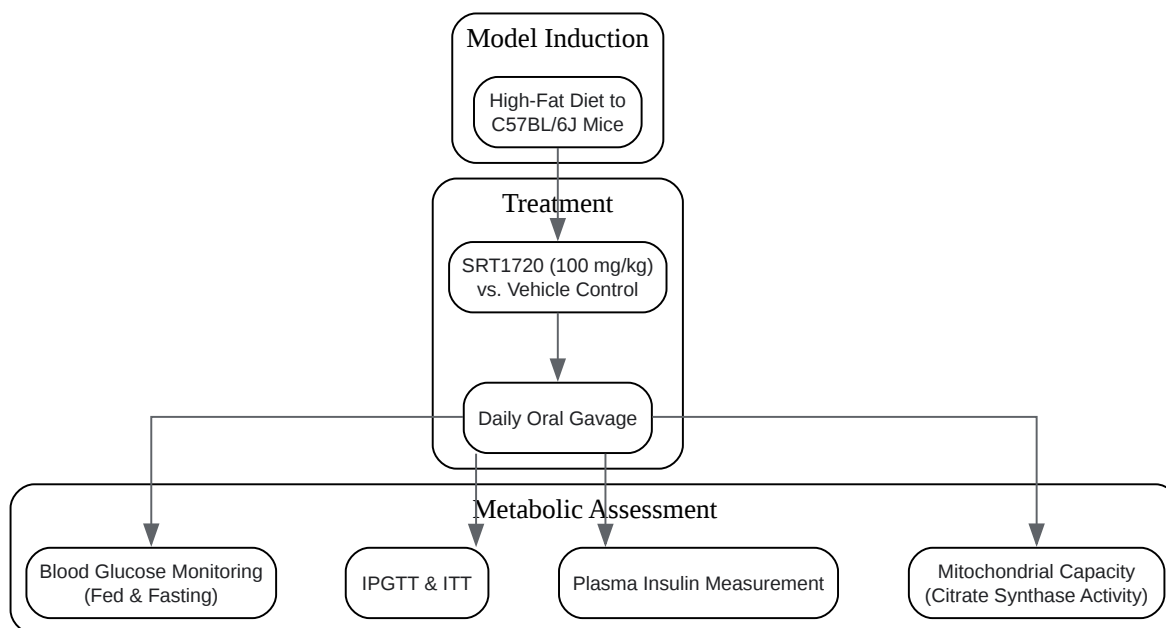 Model Induction
High-Fat Diet to
C57BL/6J Mice
Treatment
SRT1720 (100 mg/kg)
vs. Vehicle Control
Daily Oral Gavage
Metabolic Assessment
Blood Glucose Monitoring
(Fed & Fasting)
IPGTT & ITT
Plasma Insulin Measurement
Mitochondrial Capacity
(Citrate Synthase Activity)